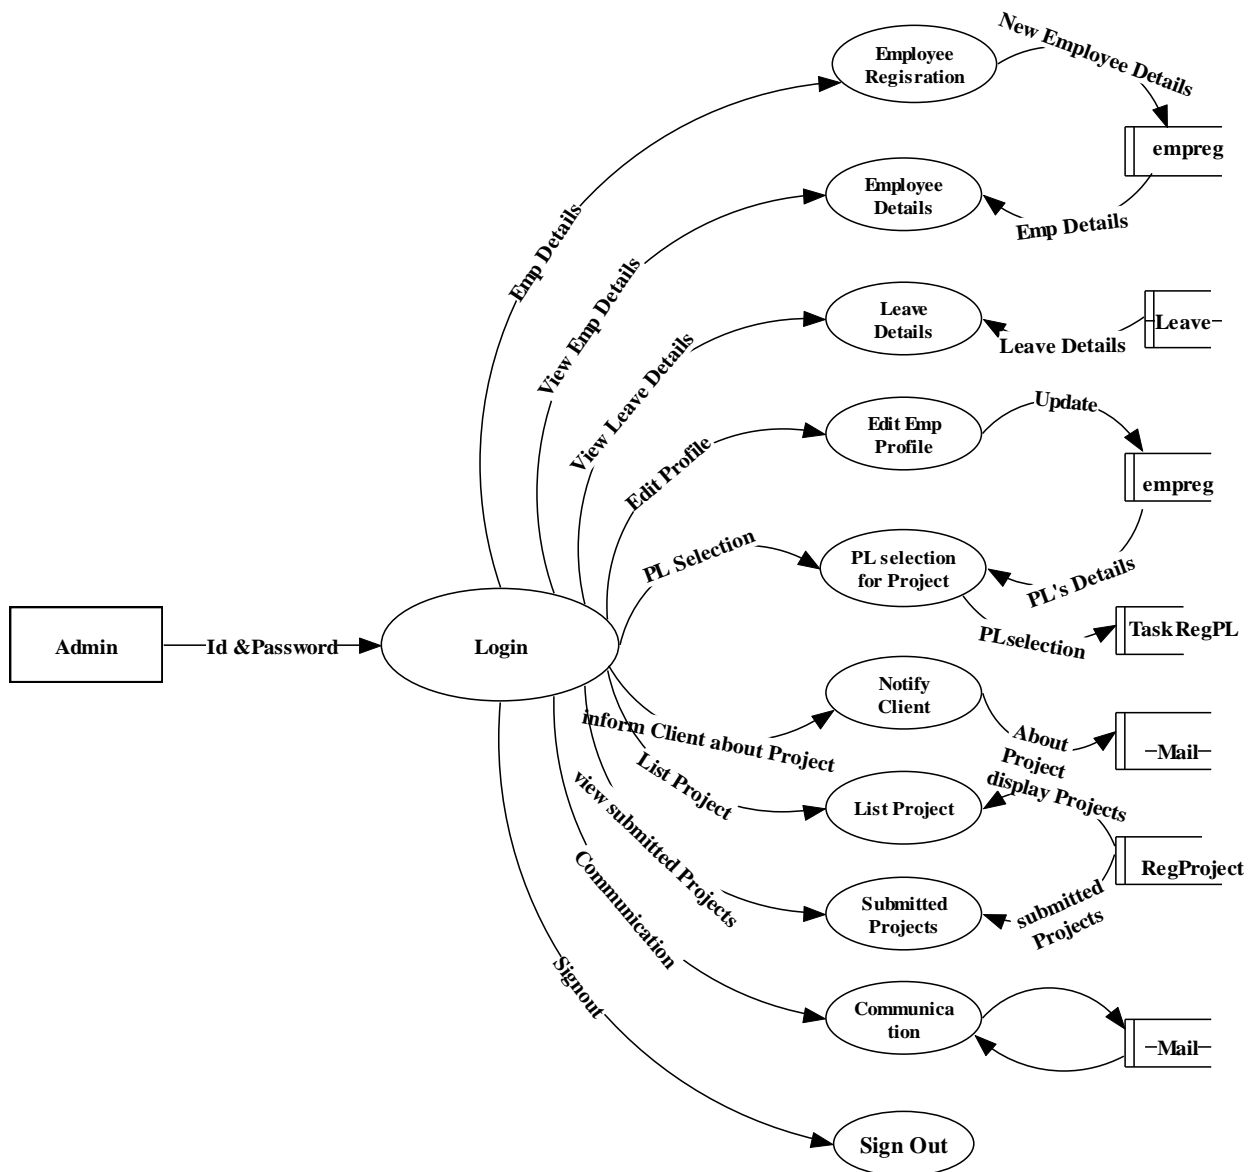 New Employee Details
Employee
Regisration
empreg
Employee
Details
Emp Details
Emp Details
View Emp Details
Leave
Details
Leave
Leave Details
View Leave Details
Update
Edit Emp
Profile
Edit Profile
empreg
PL Selection
PL selection
for Project
PL's Details
TaskRegPL
PLselection
Admin
Id &Password
Login
Notify
Client
inform Client about Project
About
Project
Mail
List Project
List Project
display Projects
RegProject
view submitted Projects
Submitted
Projects
submitted
Projects
Communication
Communica
tion
Mail
Signout
Sign Out